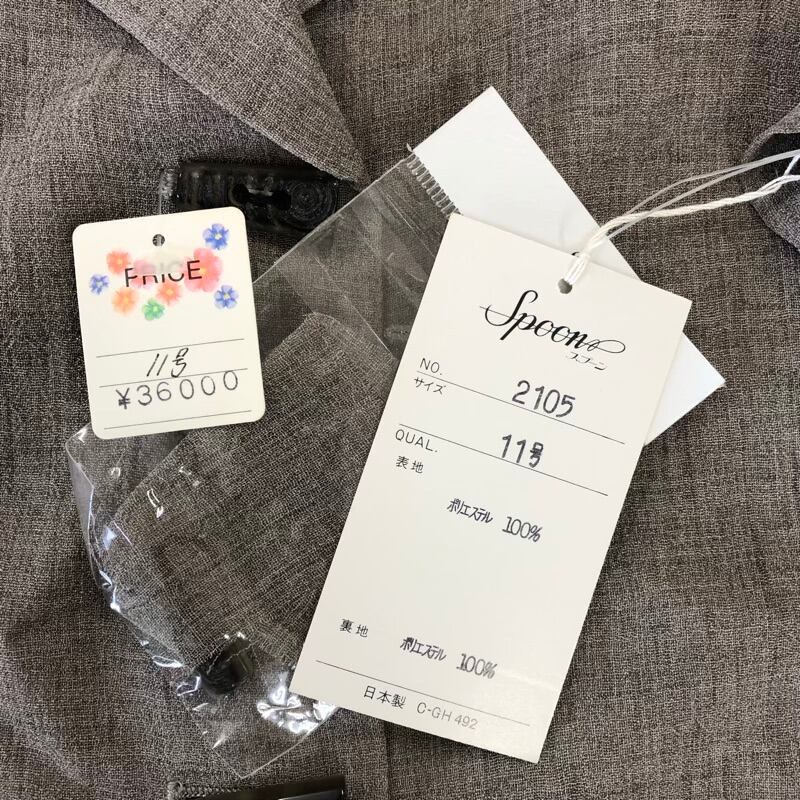 PRICE
11号
¥36000
Spoon
スプーン
NO. 2105
サイズ 11号
QUAL.
表地
ポリエステル 100%
裏地 ポリエステル 100%
日本製 C-GH 492